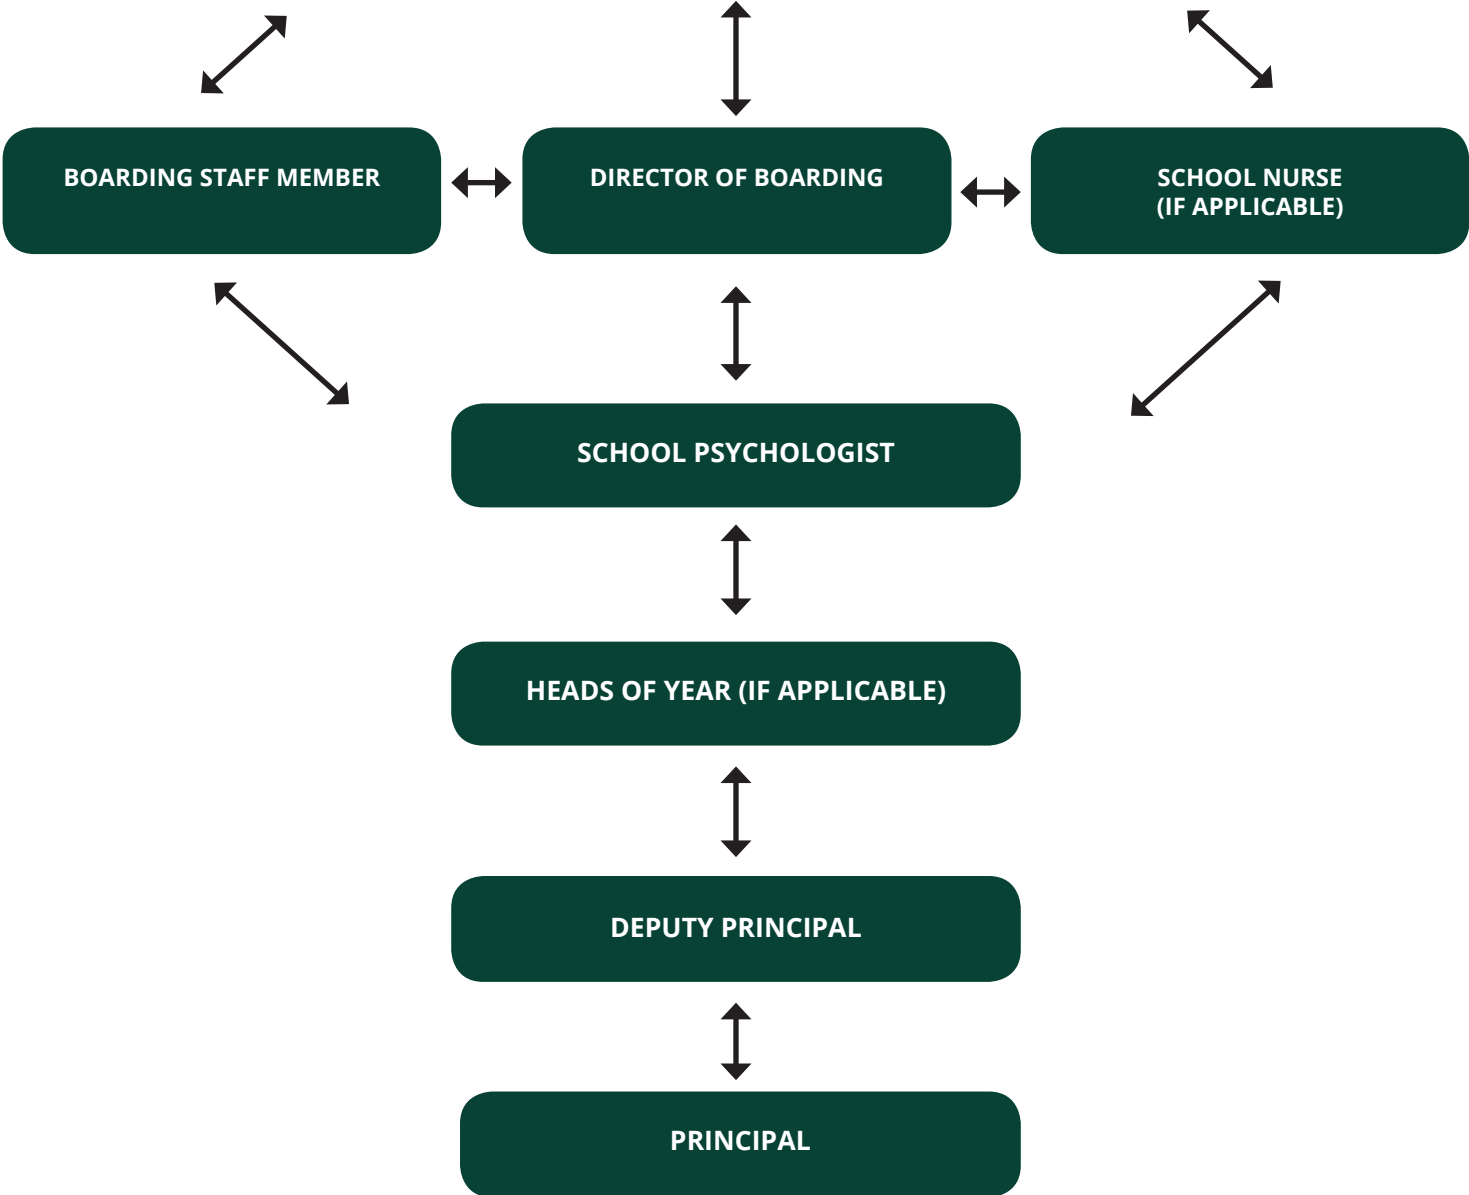 BOARDING STAFF MEMBER
DIRECTOR OF BOARDING
SCHOOL NURSE
(IF APPLICABLE)
SCHOOL PSYCHOLOGIST
HEADS OF YEAR (IF APPLICABLE)
DEPUTY PRINCIPAL
PRINCIPAL